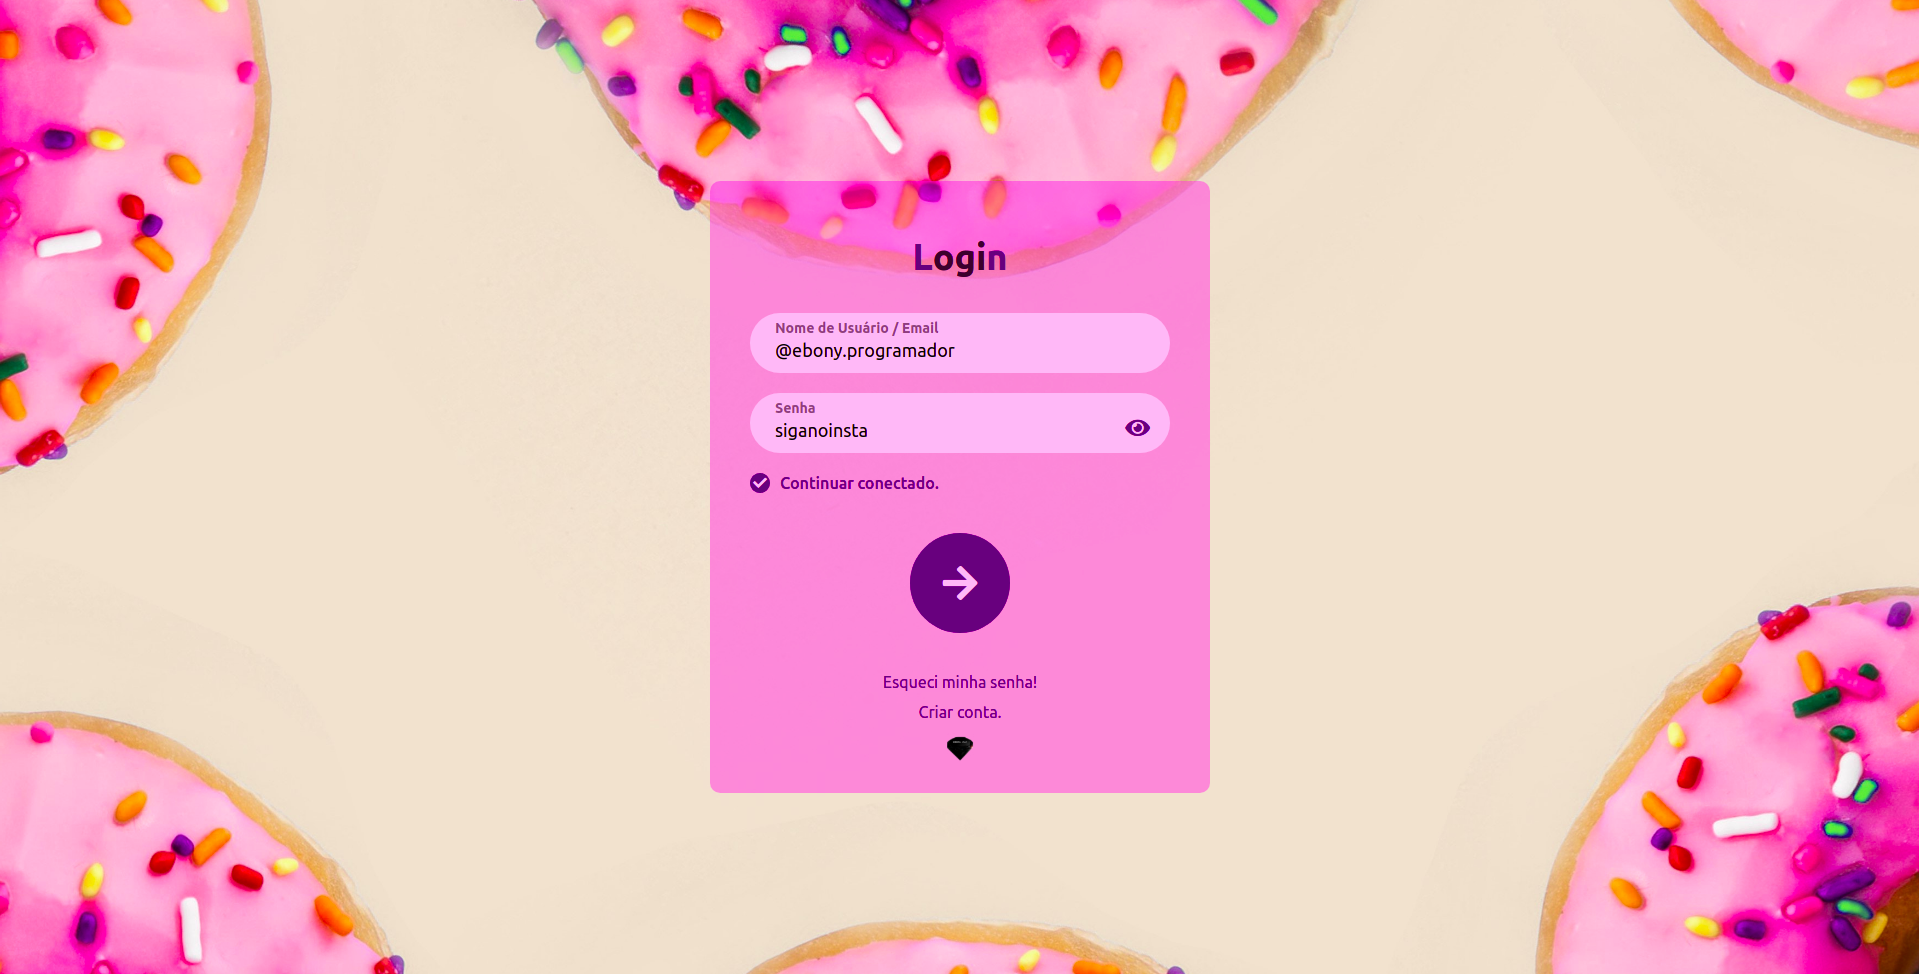 Login
Nome de Usuário / Email
@ebony.programador
Senha
siganoinsta
Continuar conectado.
Esqueci minha senha!
Criar conta.